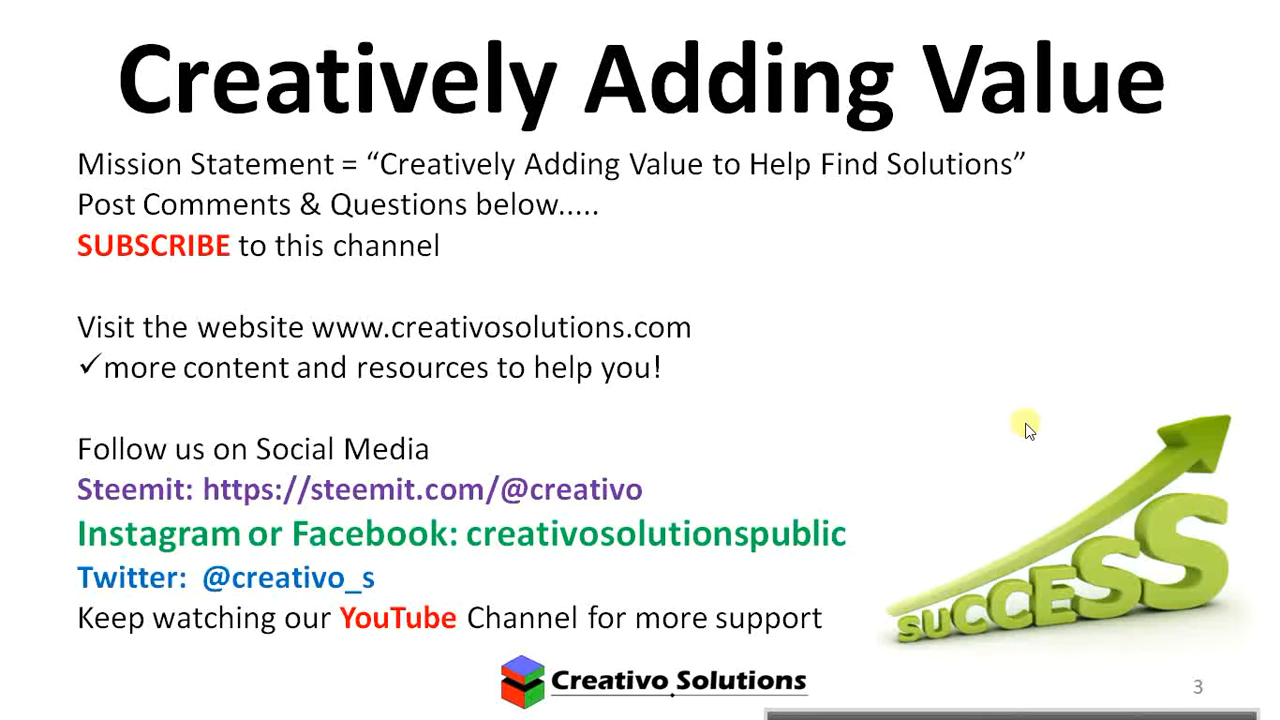 Creatively Adding Value
Mission Statement = “Creatively Adding Value to Help Find Solutions”
Post Comments & Questions below.....
SUBSCRIBE to this channel
Visit the website www.creativosolutions.com
✓more content and resources to help you!
Follow us on Social Media
Steemit: https://steemit.com/@creativo
Instagram or Facebook: creativosolutionspublic
Twitter:  @creativo_s
Keep watching our YouTube Channel for more support
SUCCESS
Creativo Solutions
3